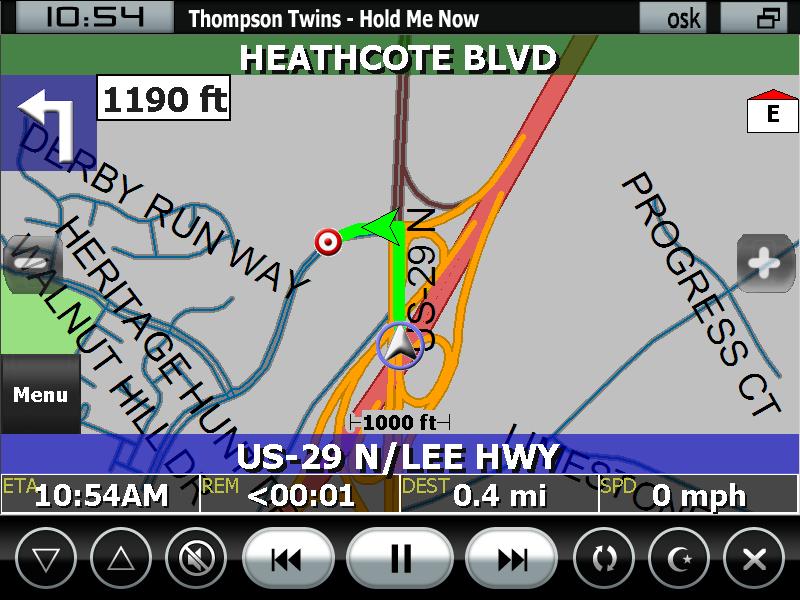 10:54
Thompson Twins - Hold Me Now
osk
HEATHCOTE BLVD
1190 ft
E
DERBY RUN WAY
HERITAGE HUNT
WALNUT HILL DR
US-29 N
PROGRESS CT
Menu
1000 ft
LIMESTONE
US-29 N/LEE HWY
ETA 10:54AM
REM <00:01
DEST 0.4 mi
SPD 0 mph